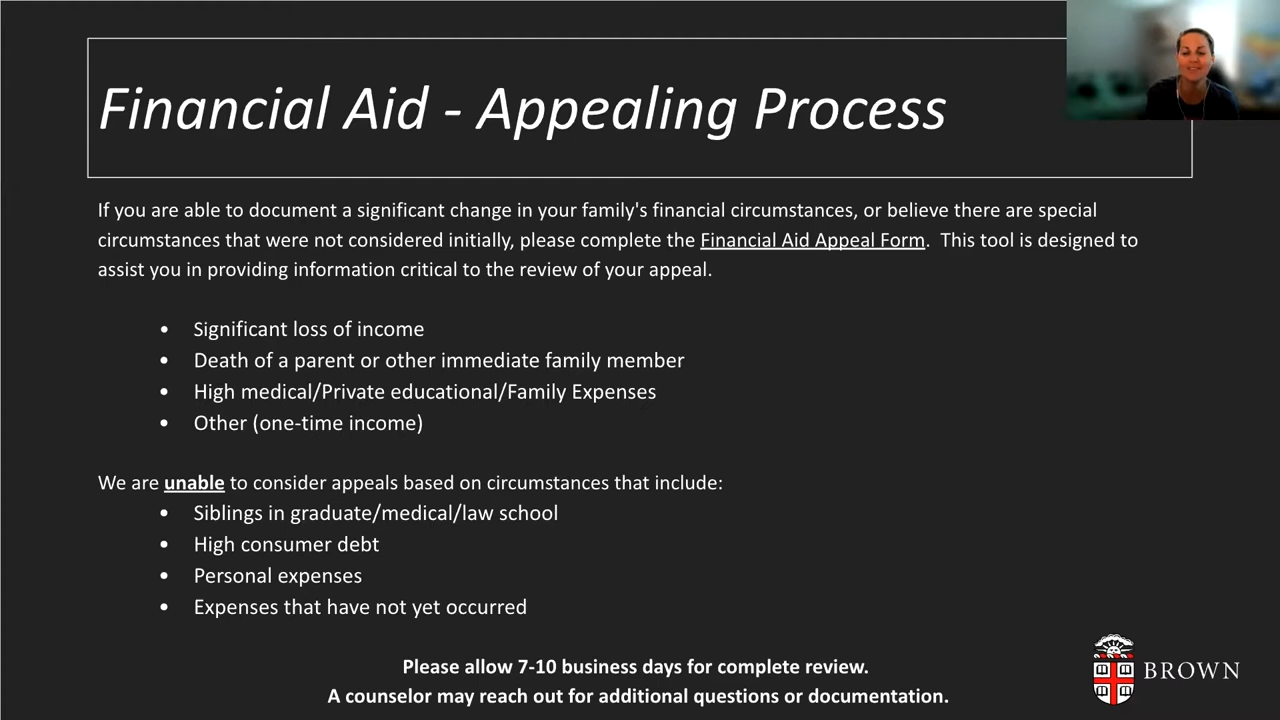 Financial Aid - Appealing Process
If you are able to document a significant change in your family's financial circumstances, or believe there are special
circumstances that were not considered initially, please complete the Financial Aid Appeal Form.  This tool is designed to
assist you in providing information critical to the review of your appeal.
• Significant loss of income
• Death of a parent or other immediate family member
• High medical/Private educational/Family Expenses
• Other (one-time income)
We are unable to consider appeals based on circumstances that include:
• Siblings in graduate/medical/law school
• High consumer debt
• Personal expenses
• Expenses that have not yet occurred
Please allow 7-10 business days for complete review.
A counselor may reach out for additional questions or documentation.
BROWN